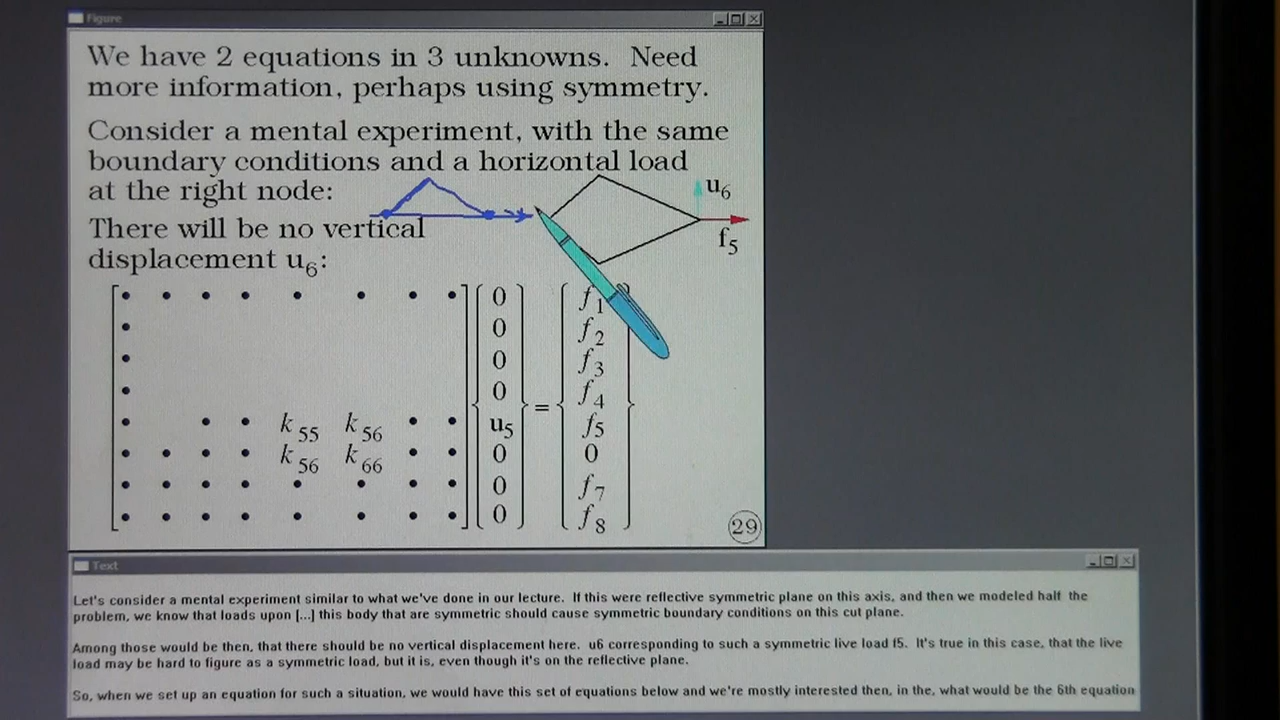 Figure
We have 2 equations in 3 unknowns. Need
more information, perhaps using symmetry.
Consider a mental experiment, with the same
boundary conditions and a horizontal load
at the right node:
u6
f5
There will be no vertical
displacement u6:
0 f1
0 f2
0 f3
0 f4
k55 k56 u5 = f5
k56 k66 0 0
0 f7
0 f8
29
Text
Let's consider a mental experiment similar to what we've done in our lecture. If this were reflective symmetric plane on this axis, and then we modeled half the
problem, we know that loads upon [...] this body that are symmetric should cause symmetric boundary conditions on this cut plane.
Among those would be then, that there should be no vertical displacement here. u6 corresponding to such a symmetric live load f5. It's true in this case, that the live
load may be hard to figure as a symmetric load, but it is, even though it's on the reflective plane.
So, when we set up an equation for such a situation, we would have this set of equations below and we're mostly interested then, in the, what would be the 6th equation